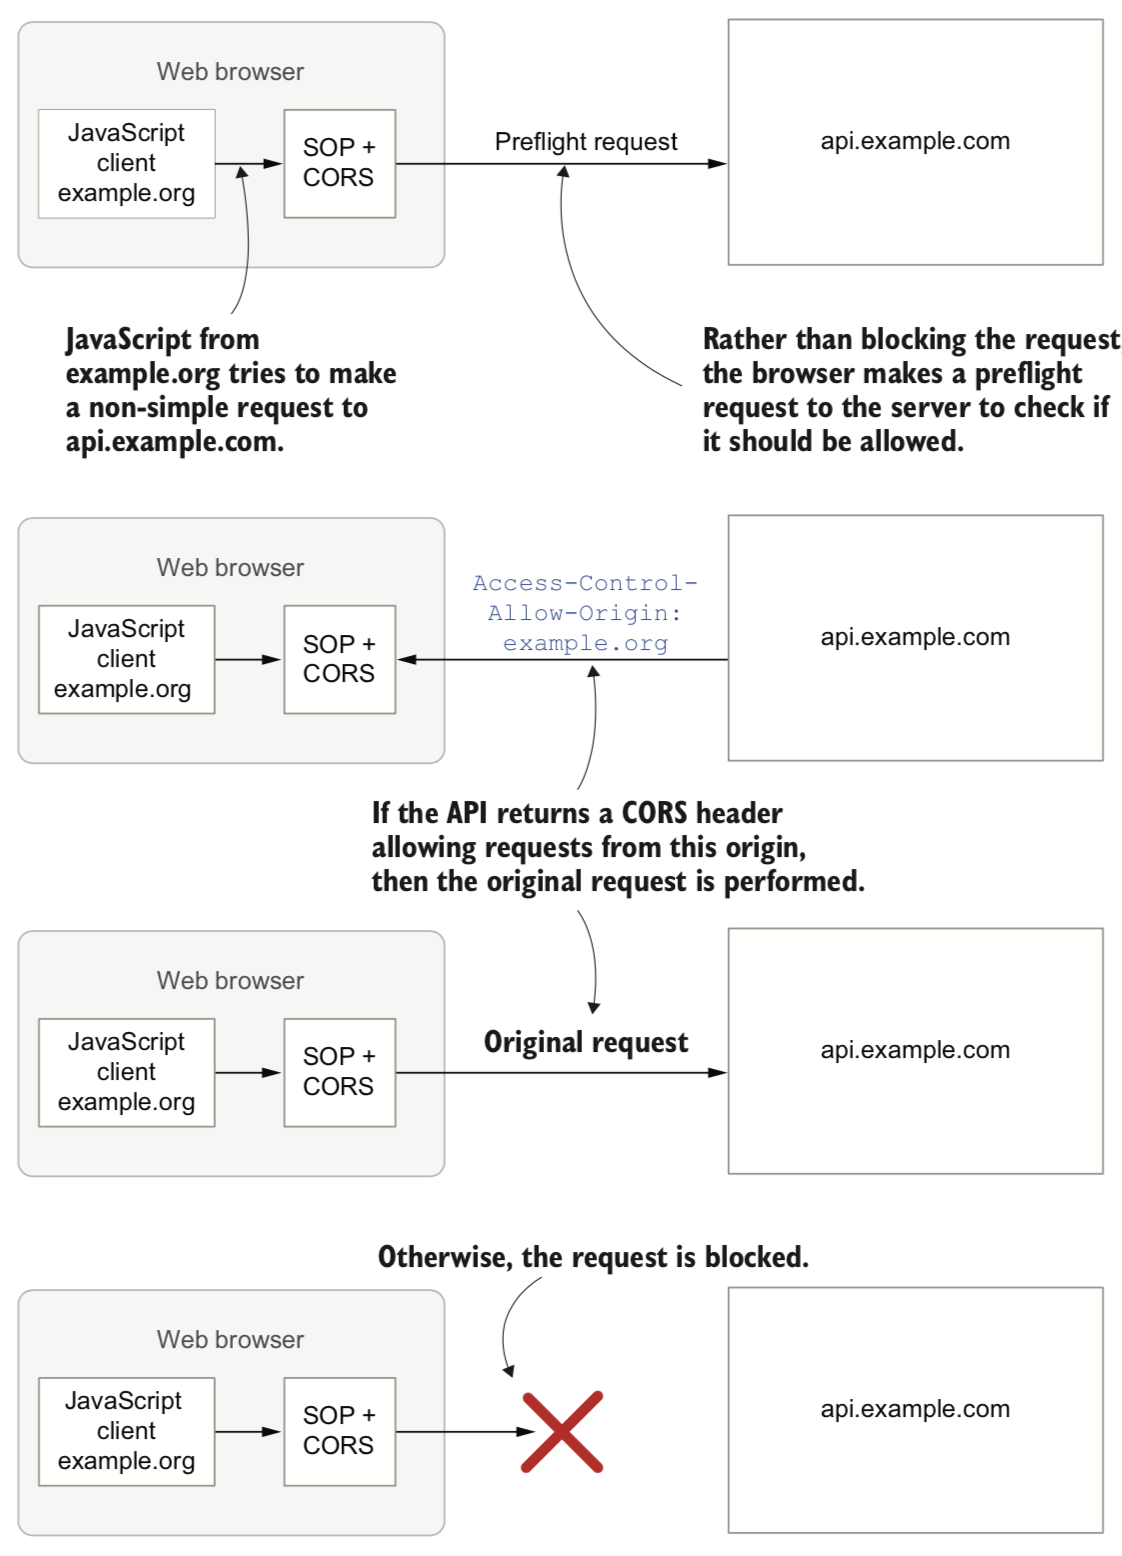 Web browser
JavaScript
client
example.org
SOP +
CORS
Preflight request
api.example.com
JavaScript from
example.org tries to make
a non-simple request to
api.example.com.
Rather than blocking the request,
the browser makes a preflight
request to the server to check if
it should be allowed.
Web browser
JavaScript
client
example.org
SOP +
CORS
Access-Control-
Allow-Origin:
example.org
api.example.com
If the API returns a CORS header
allowing requests from this origin,
then the original request is performed.
Web browser
JavaScript
client
example.org
SOP +
CORS
Original request
api.example.com
Otherwise, the request is blocked.
Web browser
JavaScript
client
example.org
SOP +
CORS
api.example.com